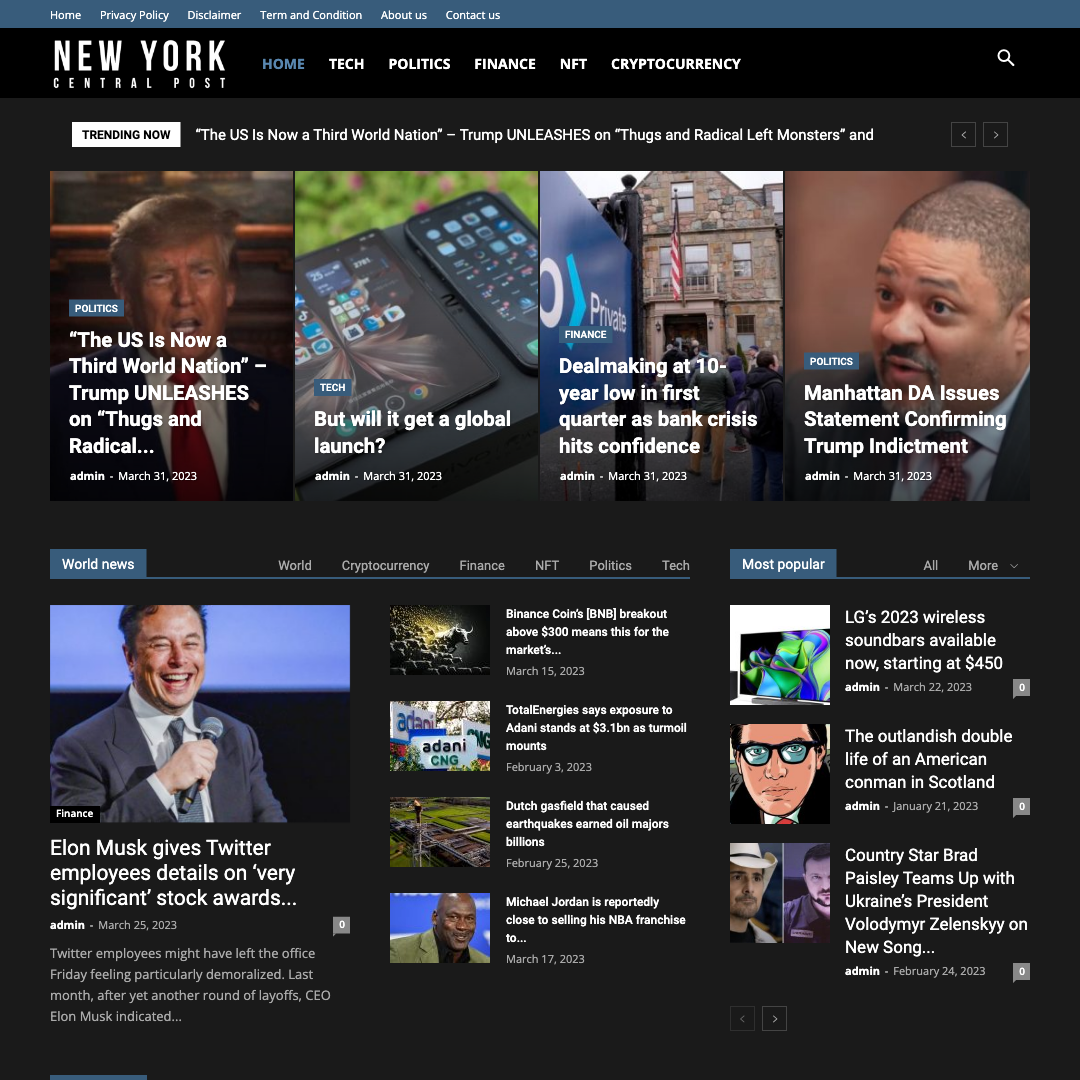 Home Privacy Policy Disclaimer Term and Condition About us Contact us
NEW YORK
CENTRAL POST
HOME TECH POLITICS FINANCE NFT CRYPTOCURRENCY
TRENDING NOW
“The US Is Now a Third World Nation” – Trump UNLEASHES on “Thugs and Radical Left Monsters” and
POLITICS
“The US Is Now a
Third World Nation” –
Trump UNLEASHES
on “Thugs and
Radical...
admin - March 31, 2023
TECH
But will it get a global
launch?
admin - March 31, 2023
Private
FINANCE
Dealmaking at 10-
year low in first
quarter as bank crisis
hits confidence
admin - March 31, 2023
POLITICS
Manhattan DA Issues
Statement Confirming
Trump Indictment
admin - March 31, 2023
World news
World Cryptocurrency Finance NFT Politics Tech
Finance
Elon Musk gives Twitter
employees details on ‘very
significant’ stock awards...
admin - March 25, 2023
0
Twitter employees might have left the office
Friday feeling particularly demoralized. Last
month, after yet another round of layoffs, CEO
Elon Musk indicated...
Binance Coin’s [BNB] breakout
above $300 means this for the
market’s...
March 15, 2023
adani
adani
CNG
CNG
TotalEnergies says exposure to
Adani stands at $3.1bn as turmoil
mounts
February 3, 2023
Dutch gasfield that caused
earthquakes earned oil majors
billions
February 25, 2023
Michael Jordan is reportedly
close to selling his NBA franchise
to...
March 17, 2023
Most popular
All More
LG’s 2023 wireless
soundbars available
now, starting at $450
admin - March 22, 2023
0
The outlandish double
life of an American
conman in Scotland
admin - January 21, 2023
0
Country Star Brad
Paisley Teams Up with
Ukraine’s President
Volodymyr Zelenskyy on
New Song...
admin - February 24, 2023
0